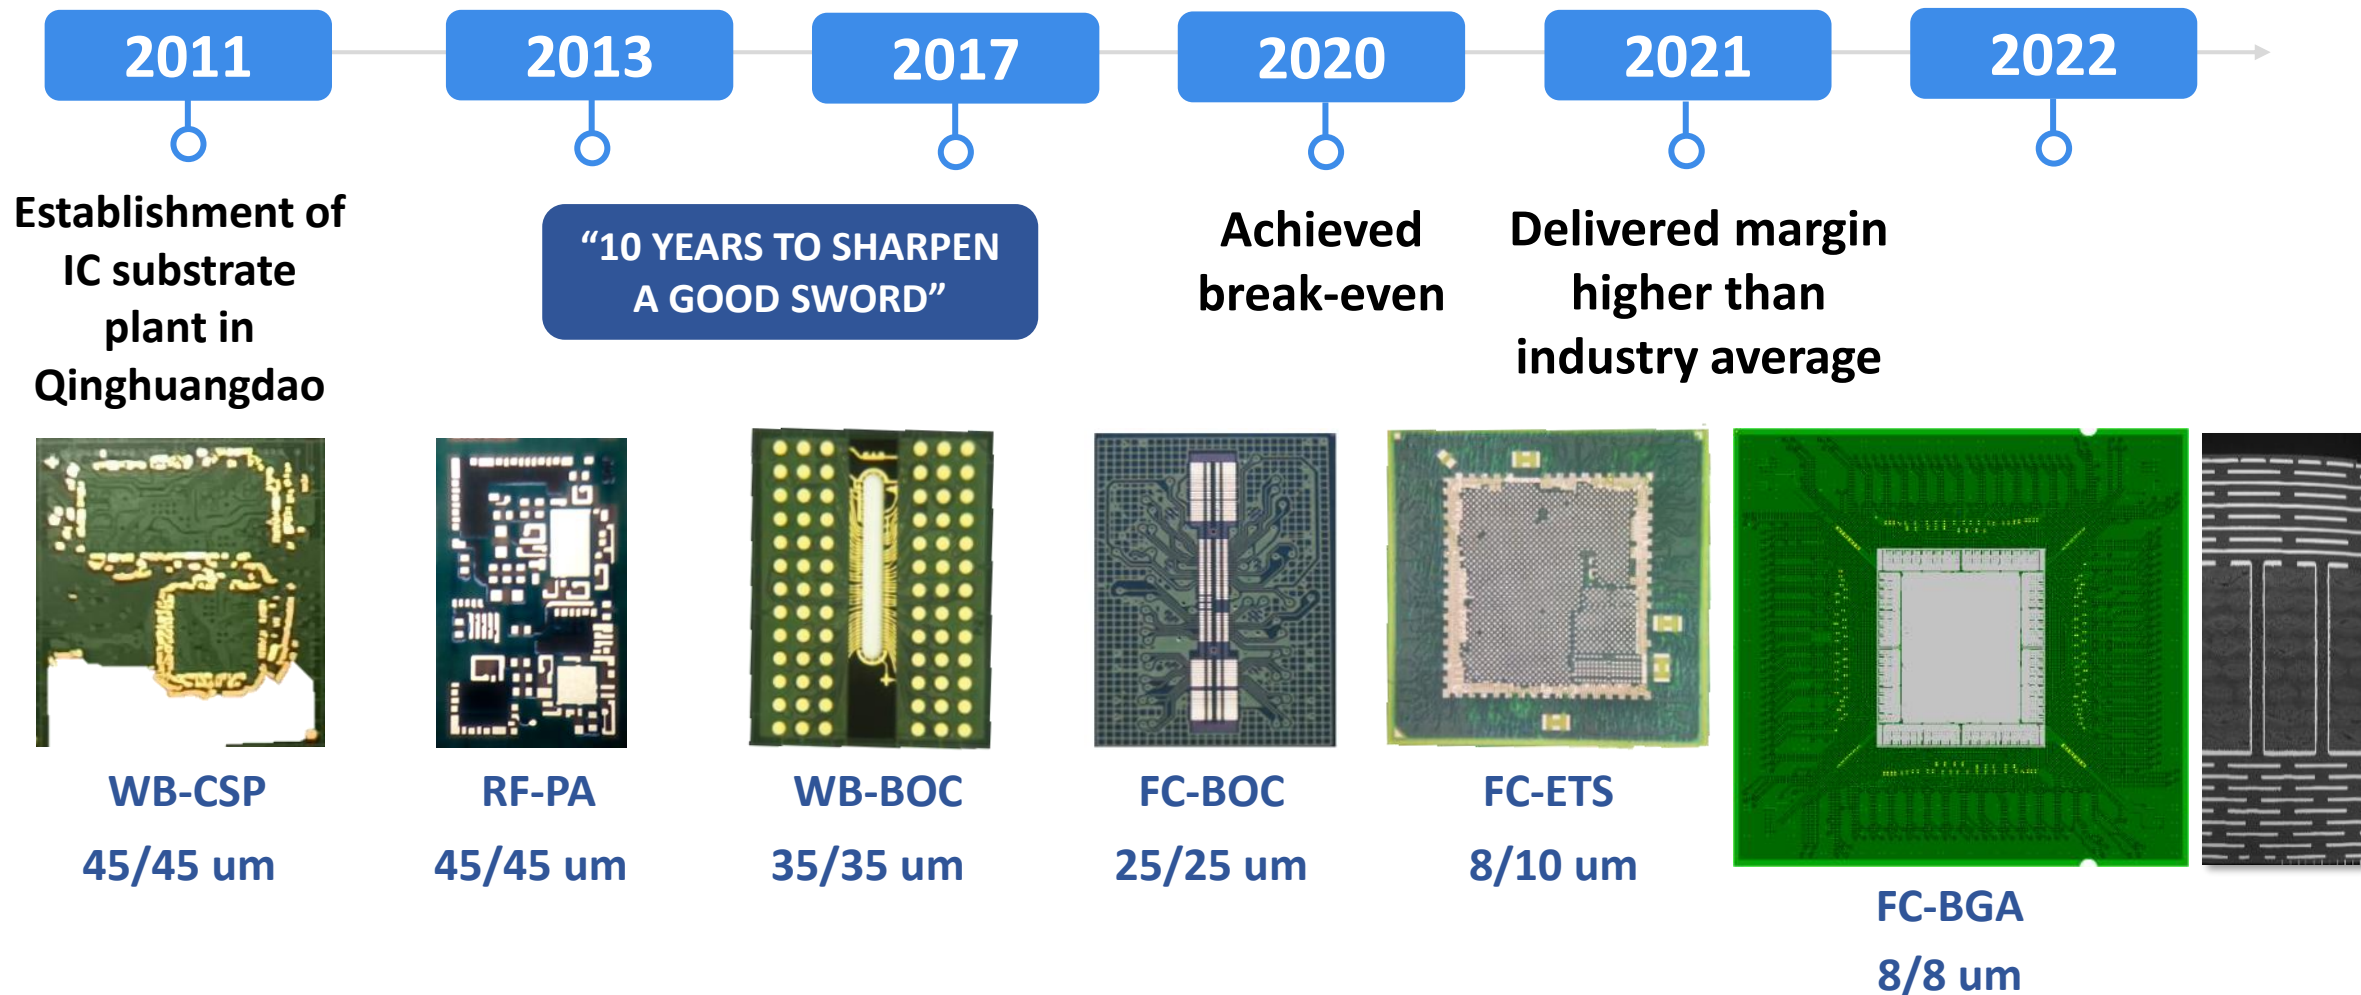 2011
2013
2017
2020
2021
2022
Establishment of
IC substrate
plant in
Qinghuangdao
“10 YEARS TO SHARPEN
A GOOD SWORD”
Achieved
break-even
Delivered margin
higher than
industry average
WB-CSP
45/45 um
RF-PA
45/45 um
WB-BOC
35/35 um
FC-BOC
25/25 um
FC-ETS
8/10 um
FC-BGA
8/8 um